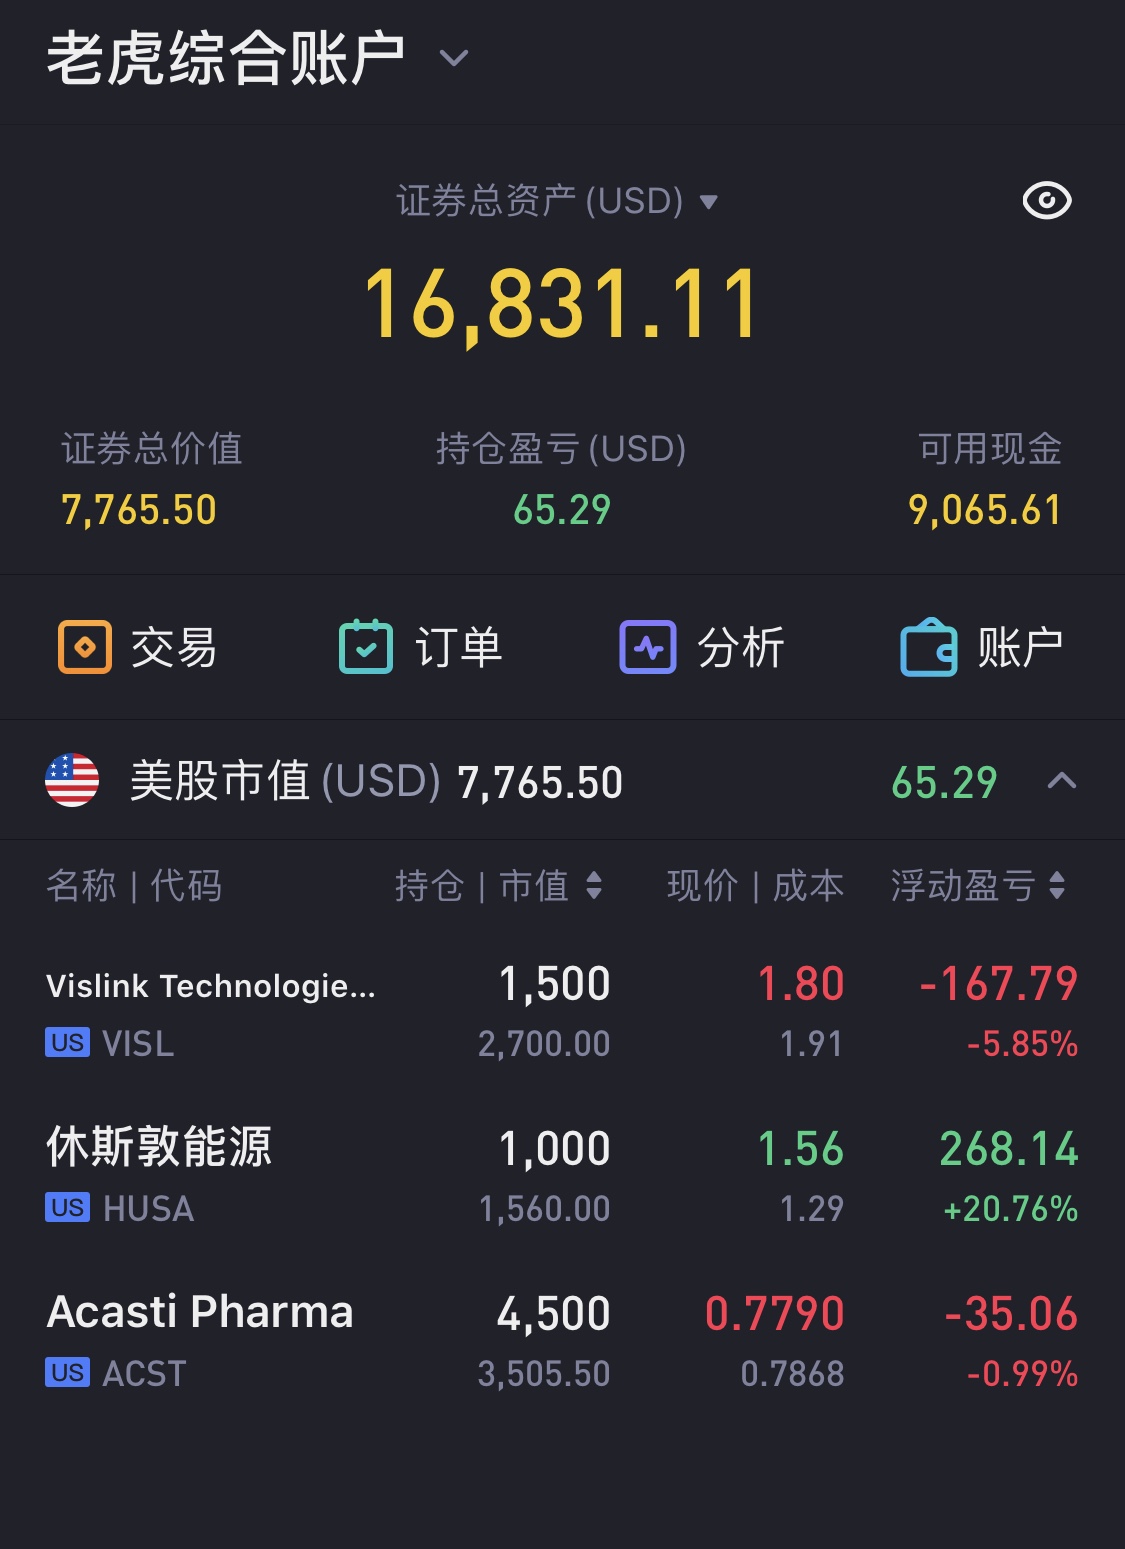 老虎综合账户
证券总资产(USD)
16,831.11
证券总价值 持仓盈亏(USD) 可用现金
7,765.50 65.29 9,065.61
交易 订单 分析 账户
美股市值(USD) 7,765.50 65.29
名称 | 代码 持仓 | 市值 现价 | 成本 浮动盈亏
Vislink Technologie... 1,500 1.80 -167.79
US VISL 2,700.00 1.91 -5.85%
休斯敦能源 1,000 1.56 268.14
US HUSA 1,560.00 1.29 +20.76%
Acasti Pharma 4,500 0.7790 -35.06
US ACST 3,505.50 0.7868 -0.99%